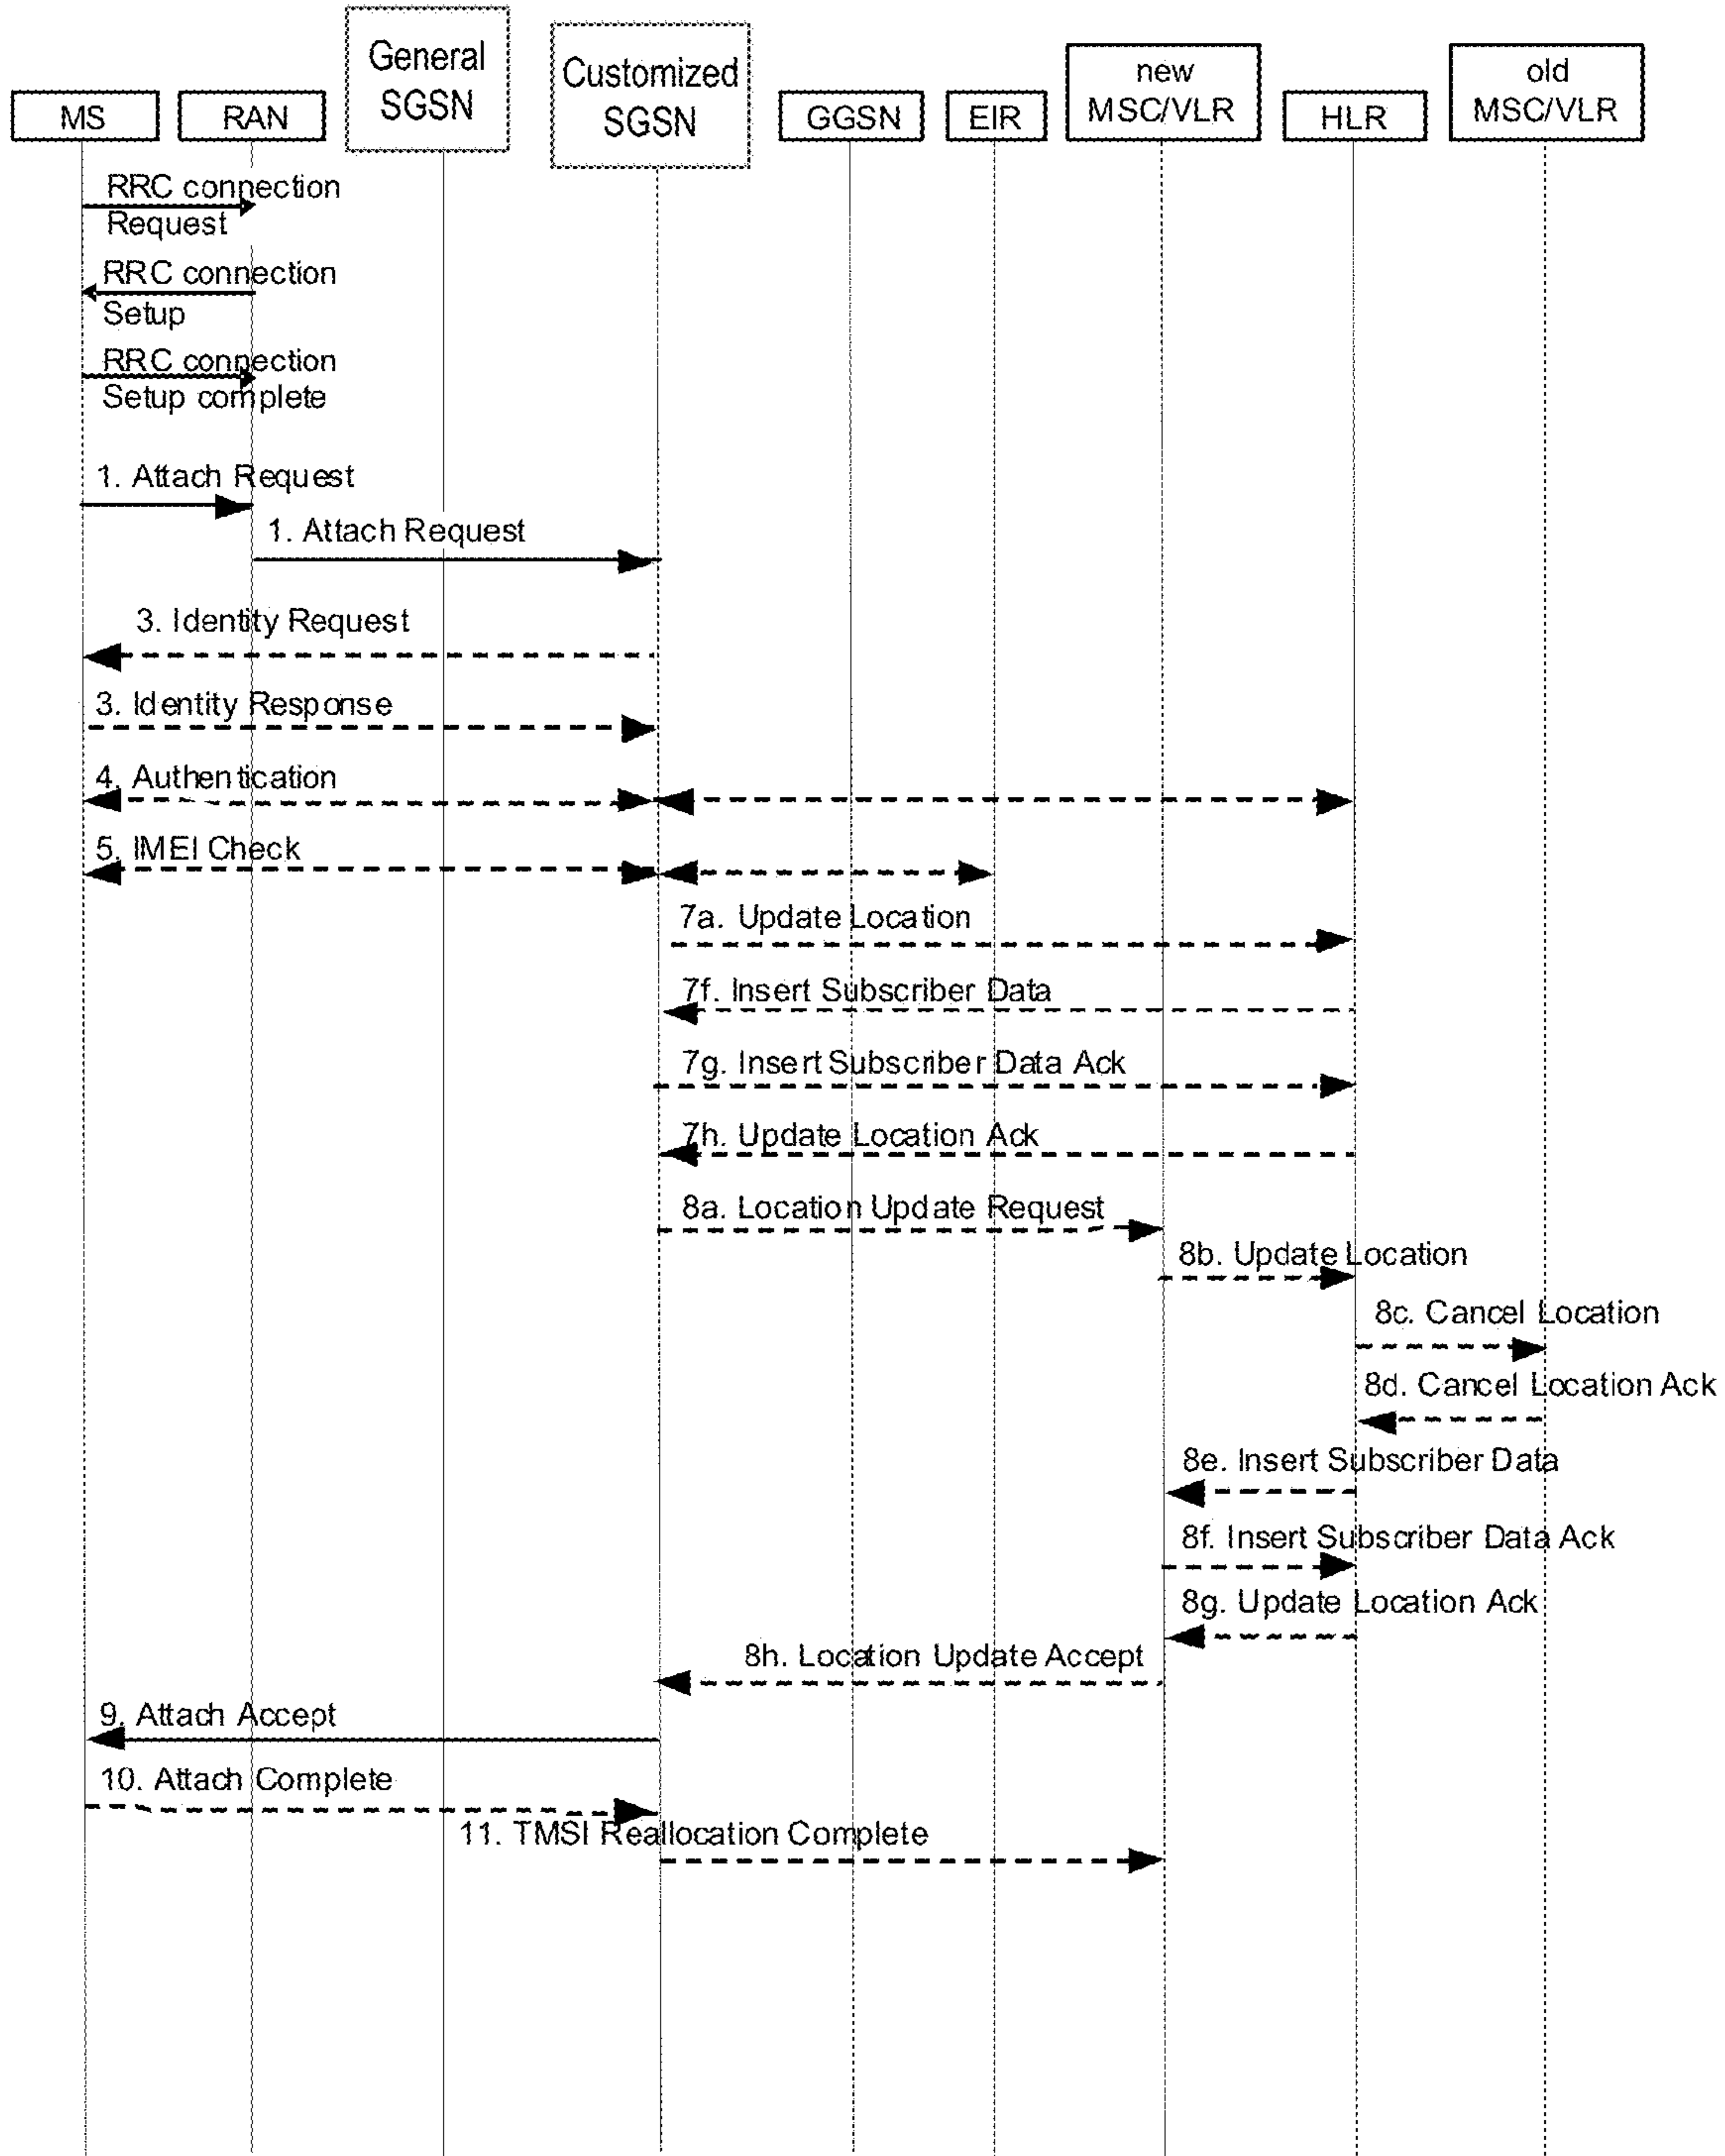 MS
RAN
General
SGSN
Customized
SGSN
GGSN
EIR
new
MSC/VLR
HLR
old
MSC/VLR
RRC connection
Request
RRC connection
Setup
RRC connection
Setup complete
1. Attach Request
1. Attach Request
3. Identity Request
3. Identity Response
4. Authentication
5. IMEI Check
7a. Update Location
7f. Insert Subscriber Data
7g. Insert Subscriber Data Ack
7h. Update Location Ack
8a. Location Update Request
8b. Update Location
8c. Cancel Location
8d. Cancel Location Ack
8e. Insert Subscriber Data
8f. Insert Subscriber Data Ack
8g. Update Location Ack
8h. Location Update Accept
9. Attach Accept
10. Attach Complete
11. TMSI Reallocation Complete